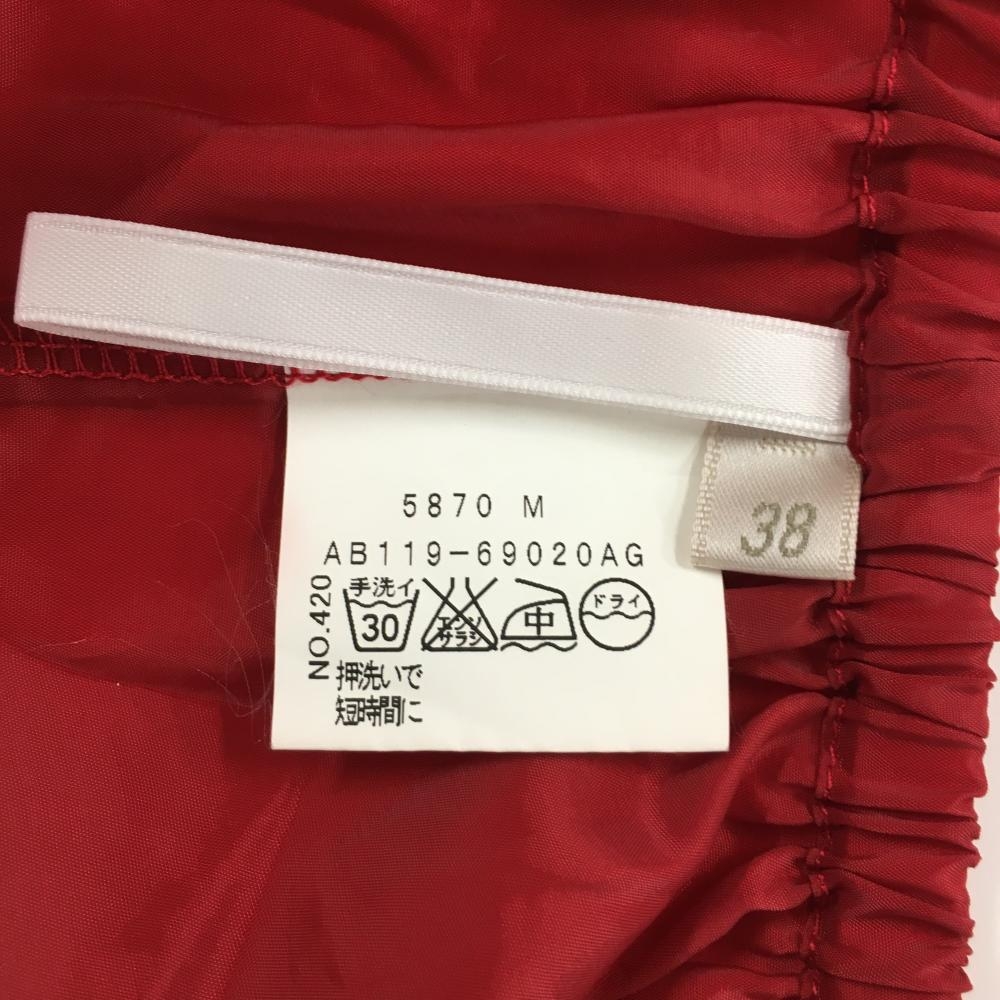 5870 M
AB119-69020AG
NO.420
手洗イ
30
エンソ
サラシ
中
ドライ
押洗いで
短時間に
38